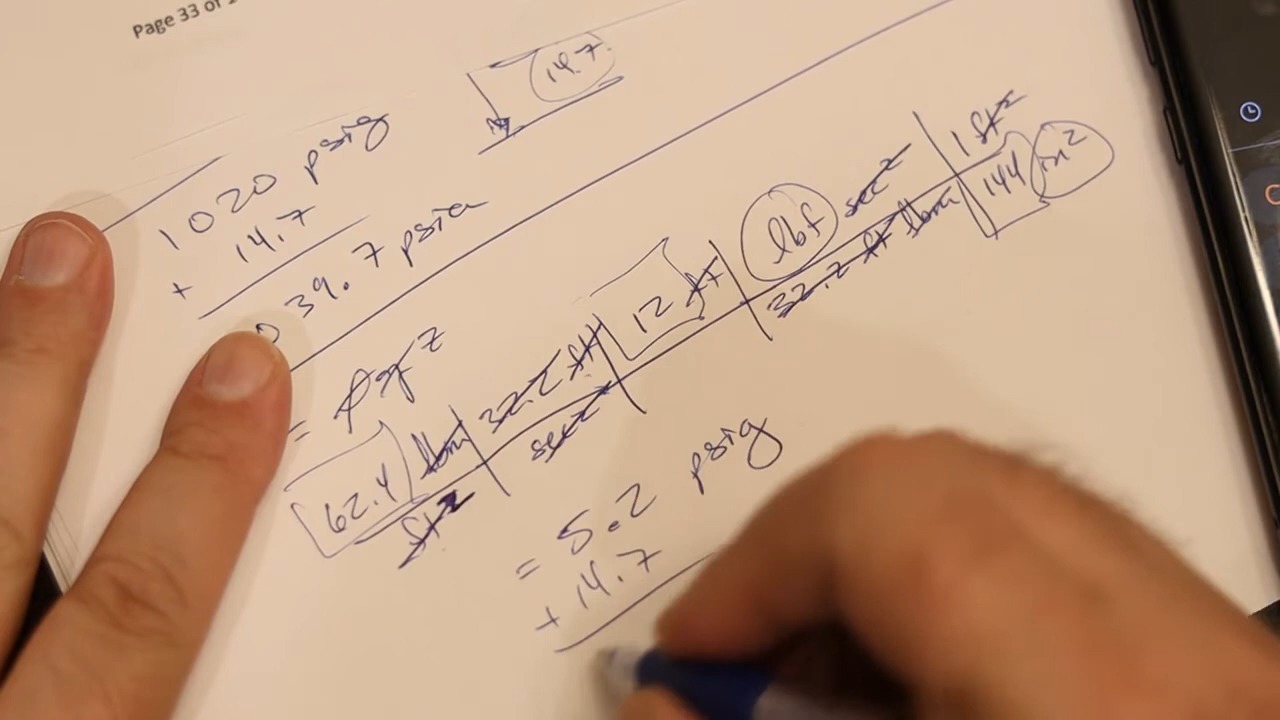 Page 33 of
14.7
1020 psig
+ 14.7
039.7 psia
= ρgz
62.4 lbm | 32.2 ft | 12 ft | lbf sec² | 1 ft²
ft³ | sec² | 32.2 ft lbm | 144 in²
= 5.2 psig
+ 14.7